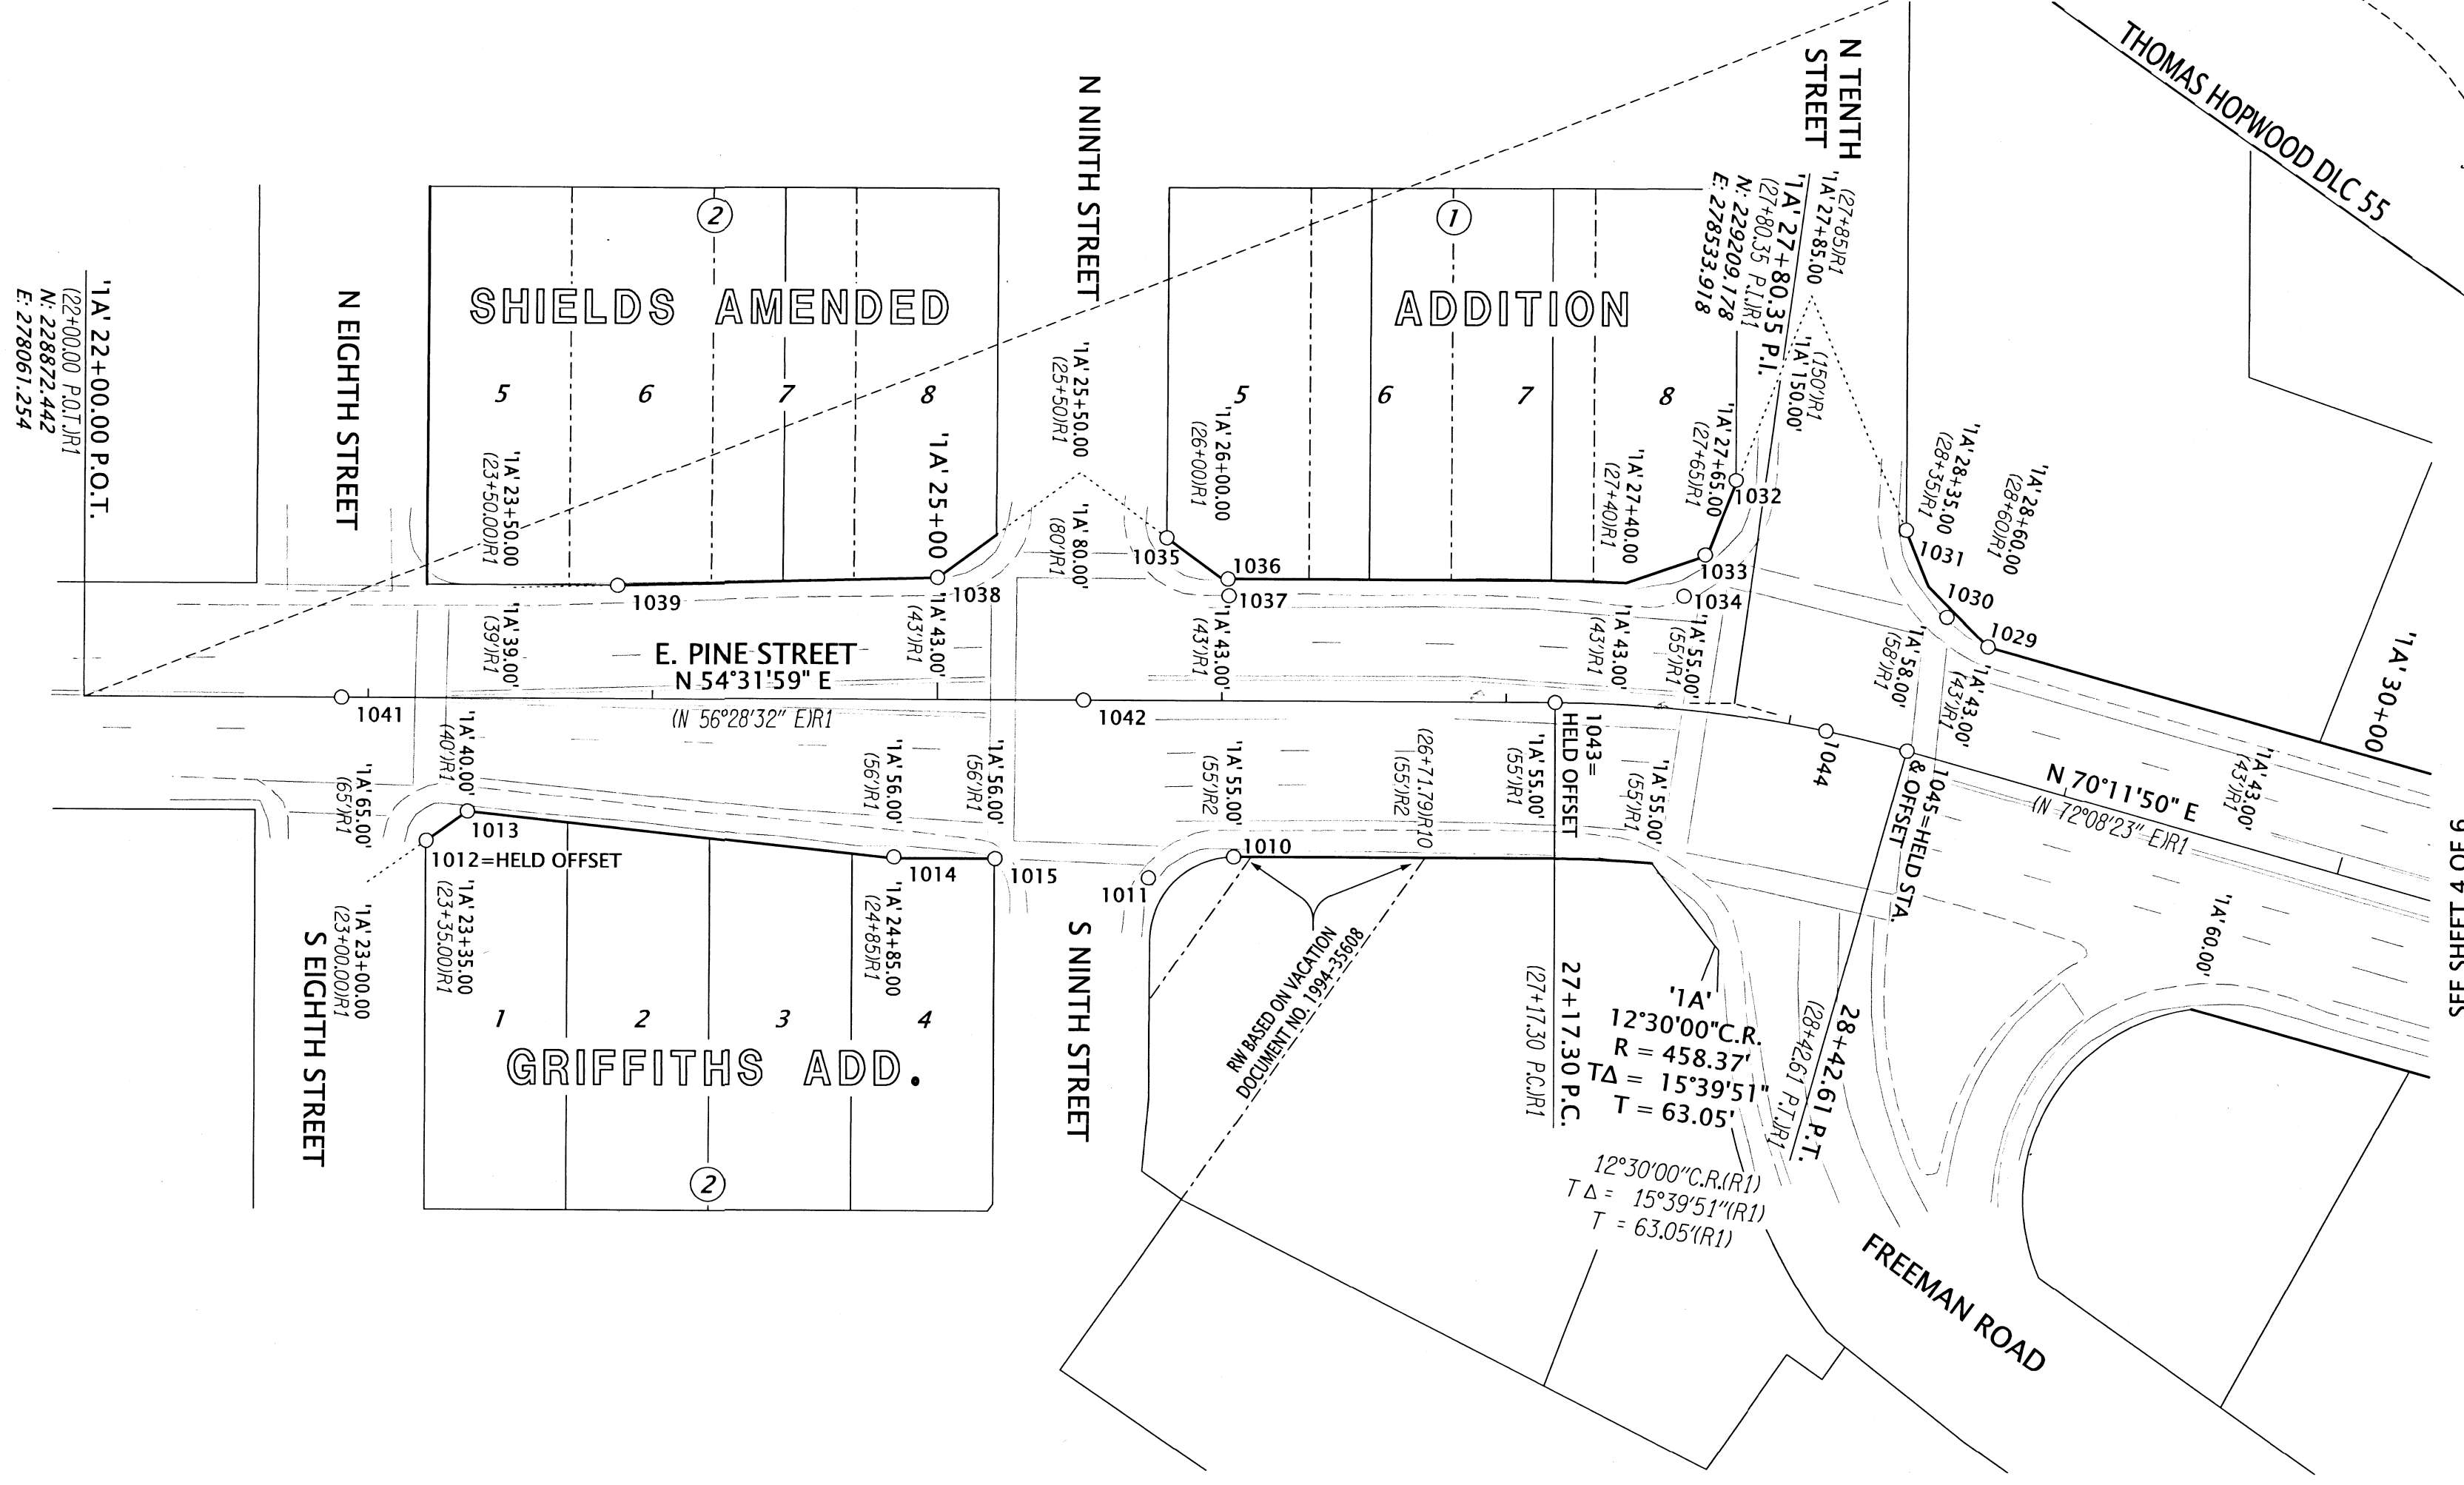 THOMAS HOPWOOD DLC 55
N TENTH
STREET
N NINTH STREET
N EIGHTH STREET
'1A' 22+00.00 P.O.T.
(22+00.00 P.O.T.)R1
N: 228872.442
E: 278061.254
2
SHIELDS AMENDED
5
6
7
8
1
ADDITION
5
6
7
8
(27+85)R1
'1A' 27+85.00
'1A' 27+80.35 P.I.
(27+80.35 P.I.)R1
N: 229209.178
E: 278533.918
(150')R1
'1A' 150.00'
'1A' 23+50.00
(23+50.00)R1
'1A' 25+00
'1A' 25+50.00
(25+50)R1
'1A' 80.00'
(80')R1
'1A' 26+00.00
(26+00)R1
'1A' 27+40.00
(27+40)R1
'1A' 27+65.00
(27+65)R1
'1A' 28+35.00
(28+35)R1
'1A' 28+60.00
(28+60)R1
1032
1031
1035
1036
1033
1030
1039
1038
1037
1034
1029
'1A' 39.00'
(39')R1
'1A' 43.00'
(43')R1
'1A' 43.00'
(43')R1
'1A' 43.00'
(43')R1
'1A' 55.00'
(55')R1
'1A' 58.00'
(58')R1
'1A' 43.00'
(43')R1
'1A' 30+00
E. PINE STREET
N 54°31'59" E
(N 56°28'32" E)R1
1041
1042
1043=
HELD OFFSET
1044
1045=HELD STA.
& OFFSET
N 70°11'50" E
(N 72°08'23" E)R1
'1A' 43.00'
(43')R1
'1A' 65.00'
(65')R1
'1A' 40.00'
(40')R1
'1A' 56.00'
(56')R1
'1A' 56.00'
(56')R1
'1A' 55.00'
(55')R2
(26+71.79)R10
(55')R2
'1A' 55.00'
(55')R1
'1A' 55.00'
(55')R1
1013
1012=HELD OFFSET
1014
1015
1010
1011
SEE SHEET 4 OF 6
'1A' 60.00'
'1A' 23+00.00
(23+00.00)R1
'1A' 23+35.00
(23+35.00)R1
'1A' 24+85.00
(24+85)R1
S EIGHTH STREET
S NINTH STREET
1
2
3
4
GRIFFITHS ADD.
2
RW BASED ON VACATION
DOCUMENT NO. 1994-35608
27+17.30 P.C.
(27+17.30 P.C.)R1
'1A'
12°30'00"C.R.
R = 458.37'
TΔ = 15°39'51"
T = 63.05'
28+42.61 P.T.
(28+42.61 P.T.)R1
12°30'00"C.R.(R1)
TΔ = 15°39'51"(R1)
T = 63.05'(R1)
FREEMAN ROAD